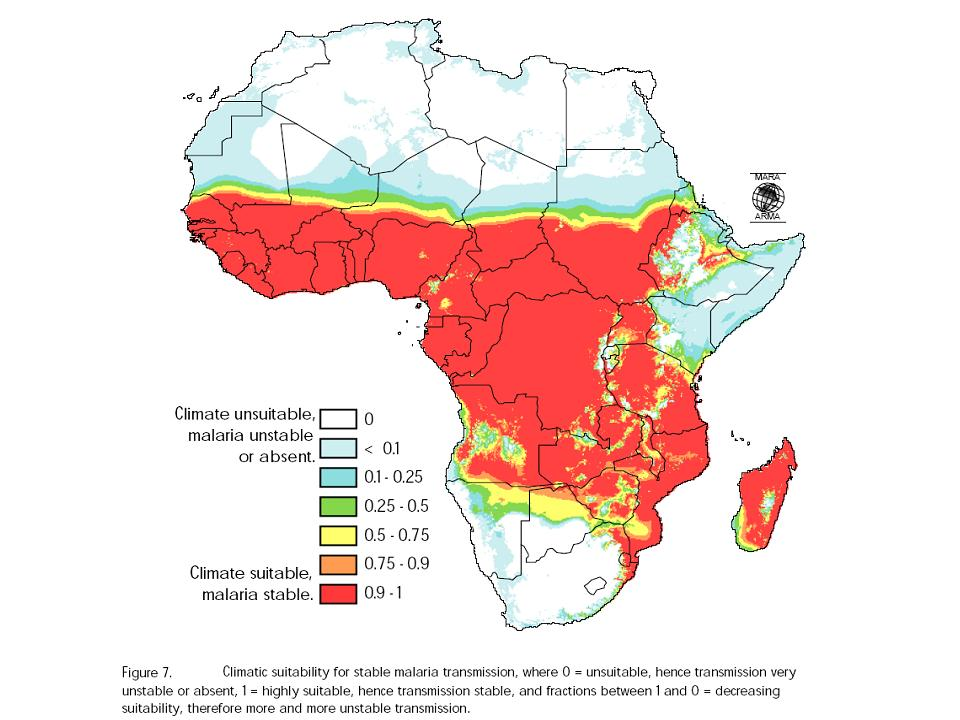 MARA
ARMA
Climate unsuitable,
malaria unstable
or absent.
0
< 0.1
0.1 - 0.25
0.25 - 0.5
0.5 - 0.75
0.75 - 0.9
0.9 - 1
Climate suitable,
malaria stable.
Figure 7. Climatic suitability for stable malaria transmission, where 0 = unsuitable, hence transmission very
unstable or absent, 1 = highly suitable, hence transmission stable, and fractions between 1 and 0 = decreasing
suitability, therefore more and more unstable transmission.